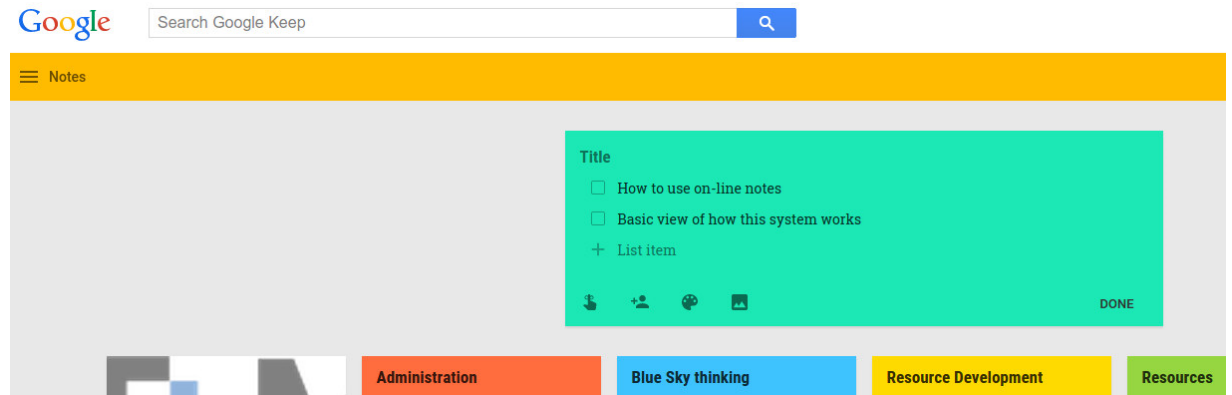 Google
Search Google Keep
Notes
Title
How to use on-line notes
Basic view of how this system works
List item
DONE
Administration
Blue Sky thinking
Resource Development
Resources